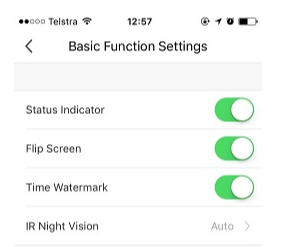 Telstra 12:57
Basic Function Settings
Status Indicator
Flip Screen
Time Watermark
IR Night Vision Auto